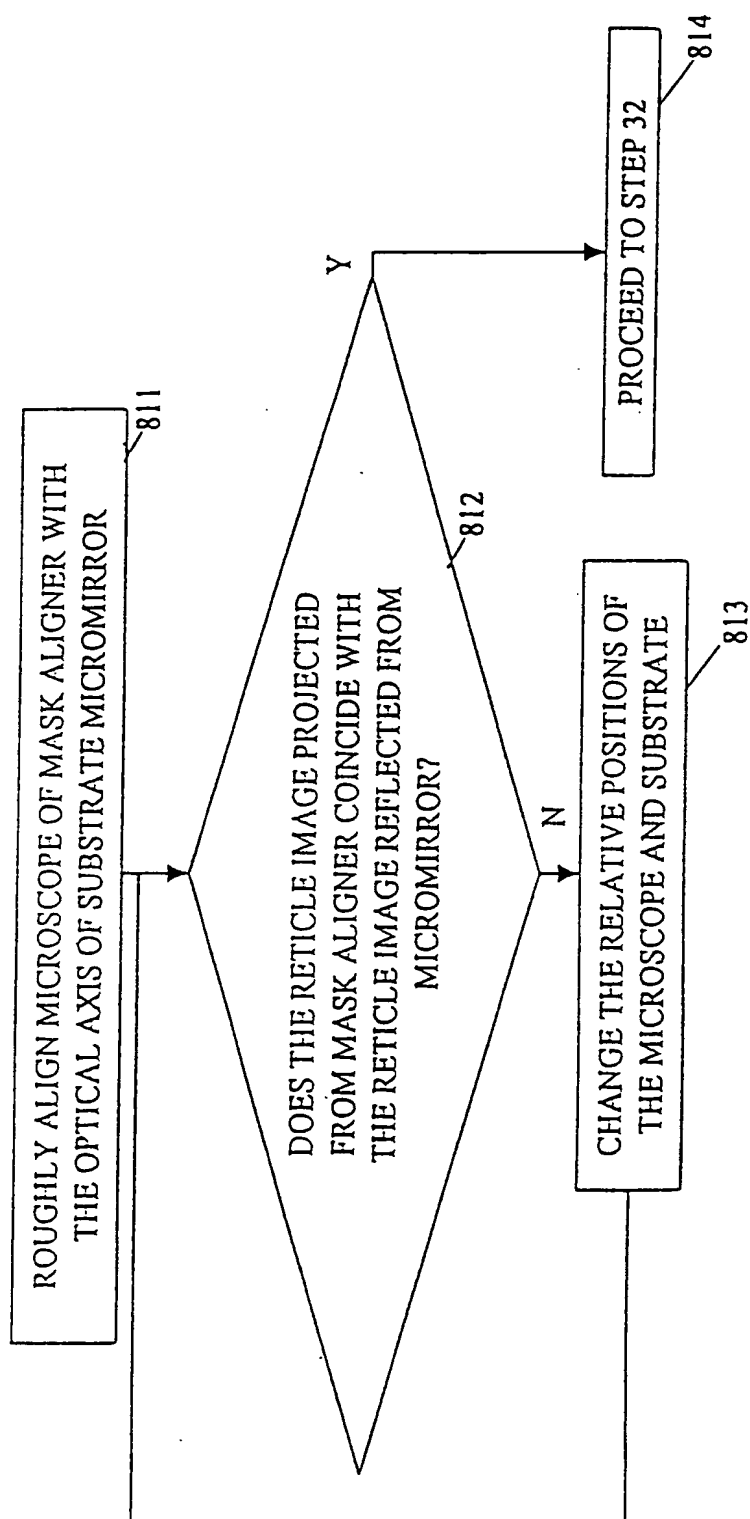 ROUGHLY ALIGN MICROSCOPE OF MASK ALIGNER WITH
THE OPTICAL AXIS OF SUBSTRATE MICROMIRROR
811
DOES THE RETICLE IMAGE PROJECTED
FROM MASK ALIGNER COINCIDE WITH
THE RETICLE IMAGE REFLECTED FROM
MICROMIRROR?
812
Y
N
CHANGE THE RELATIVE POSITIONS OF
THE MICROSCOPE AND SUBSTRATE
813
PROCEED TO STEP 32
814